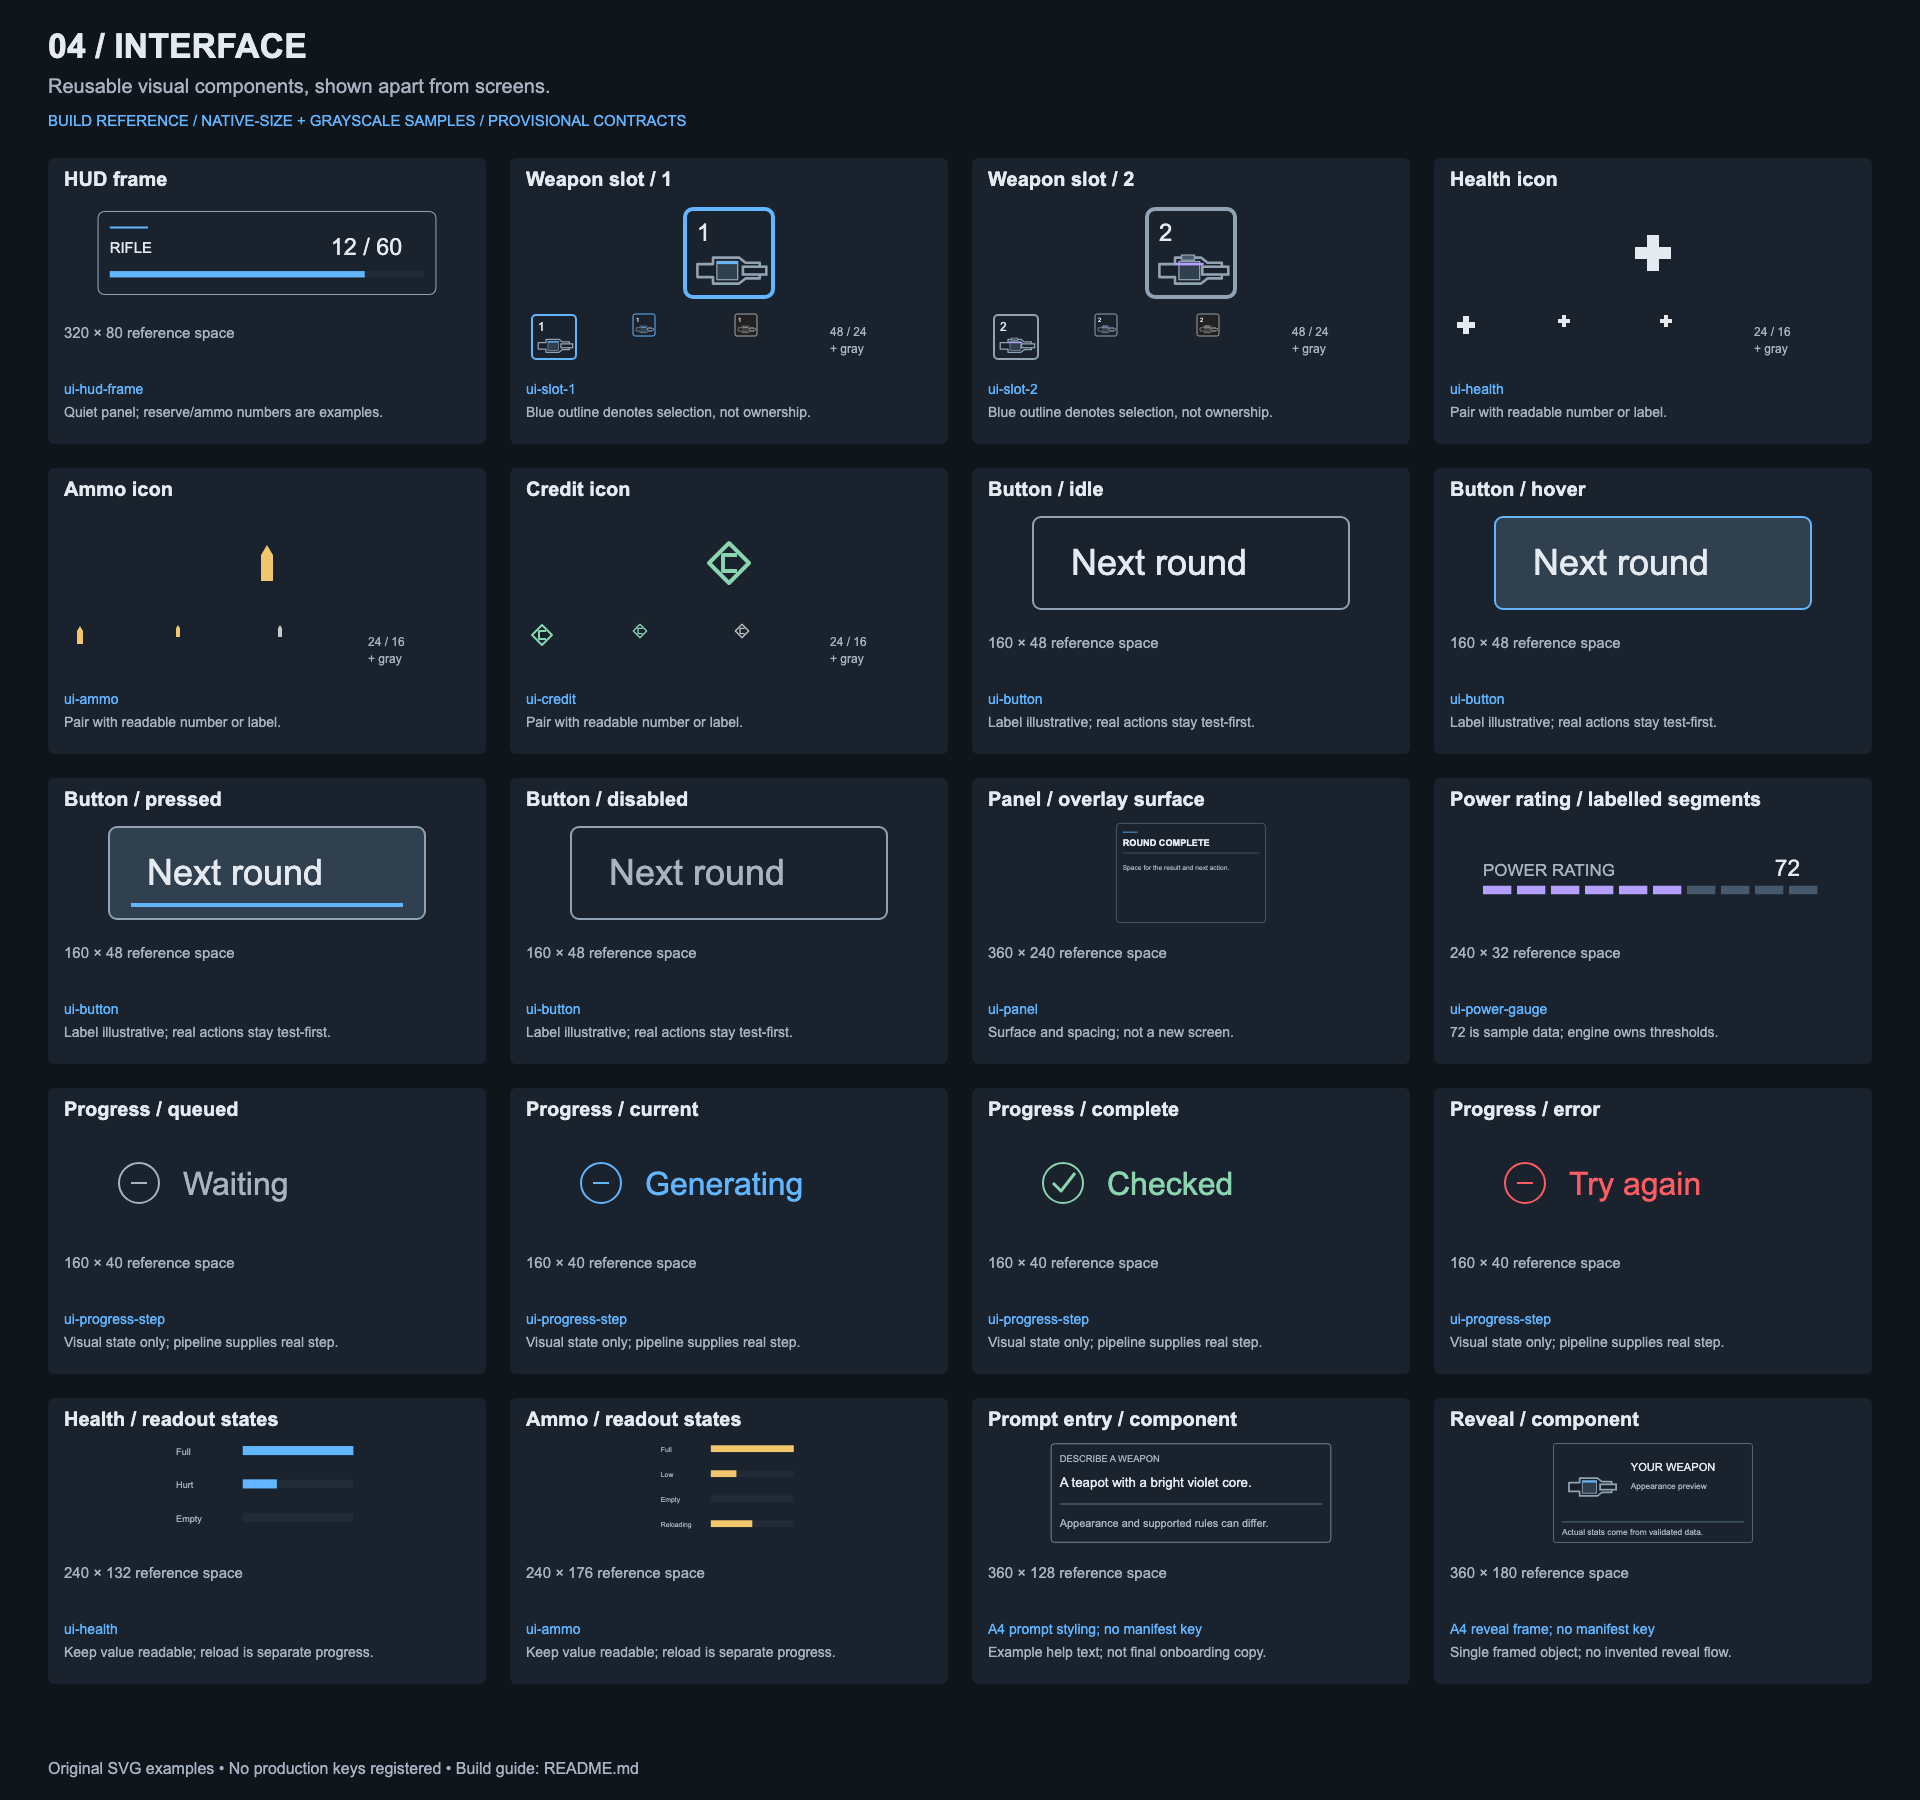 04 / INTERFACE
Reusable visual components, shown apart from screens.
BUILD REFERENCE / NATIVE-SIZE + GRAYSCALE SAMPLES / PROVISIONAL CONTRACTS
HUD frame
RIFLE
12 / 60
320 × 80 reference space
ui-hud-frame
Quiet panel; reserve/ammo numbers are examples.
Weapon slot / 1
1
1
1
1
48 / 24
+ gray
ui-slot-1
Blue outline denotes selection, not ownership.
Weapon slot / 2
2
2
2
2
48 / 24
+ gray
ui-slot-2
Blue outline denotes selection, not ownership.
Health icon
24 / 16
+ gray
ui-health
Pair with readable number or label.
Ammo icon
24 / 16
+ gray
ui-ammo
Pair with readable number or label.
Credit icon
C
C
C
C
24 / 16
+ gray
ui-credit
Pair with readable number or label.
Button / idle
Next round
160 × 48 reference space
ui-button
Label illustrative; real actions stay test-first.
Button / hover
Next round
160 × 48 reference space
ui-button
Label illustrative; real actions stay test-first.
Button / pressed
Next round
160 × 48 reference space
ui-button
Label illustrative; real actions stay test-first.
Button / disabled
Next round
160 × 48 reference space
ui-button
Label illustrative; real actions stay test-first.
Panel / overlay surface
ROUND COMPLETE
Space for the result and next action.
360 × 240 reference space
ui-panel
Surface and spacing; not a new screen.
Power rating / labelled segments
POWER RATING
72
240 × 32 reference space
ui-power-gauge
72 is sample data; engine owns thresholds.
Progress / queued
Waiting
160 × 40 reference space
ui-progress-step
Visual state only; pipeline supplies real step.
Progress / current
Generating
160 × 40 reference space
ui-progress-step
Visual state only; pipeline supplies real step.
Progress / complete
Checked
160 × 40 reference space
ui-progress-step
Visual state only; pipeline supplies real step.
Progress / error
Try again
160 × 40 reference space
ui-progress-step
Visual state only; pipeline supplies real step.
Health / readout states
Full
Hurt
Empty
240 × 132 reference space
ui-health
Keep value readable; reload is separate progress.
Ammo / readout states
Full
Low
Empty
Reloading
240 × 176 reference space
ui-ammo
Keep value readable; reload is separate progress.
Prompt entry / component
DESCRIBE A WEAPON
A teapot with a bright violet core.
Appearance and supported rules can differ.
360 × 128 reference space
A4 prompt styling; no manifest key
Example help text; not final onboarding copy.
Reveal / component
YOUR WEAPON
Appearance preview
Actual stats come from validated data.
360 × 180 reference space
A4 reveal frame; no manifest key
Single framed object; no invented reveal flow.
Original SVG examples • No production keys registered • Build guide: README.md